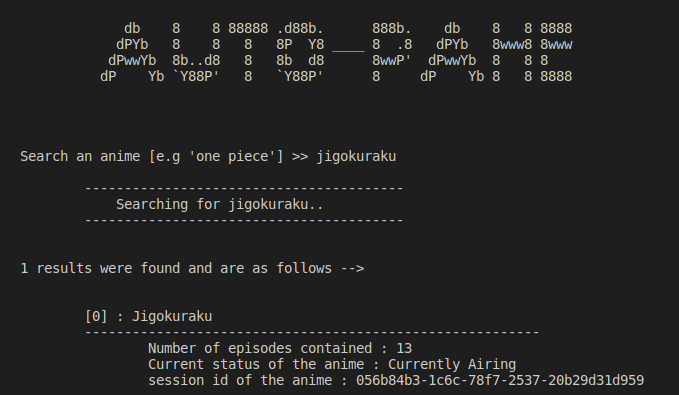 db    8    8 88888 .d88b.      888b.    db    8   8 8888
    dPYb   8    8   8   8P  Y8 ____ 8  .8   dPYb   8www8 8www
   dPwwYb  8b..d8   8   8b  d8      8wwP'  dPwwYb  8   8 8
  dP    Yb `Y88P'   8   `Y88P'      8     dP    Yb 8   8 8888
Search an anime [e.g 'one piece'] >> jigokuraku
----------------------------------------
Searching for jigokuraku..
----------------------------------------
1 results were found and are as follows -->
[0] : Jigokuraku
---------------------------------------------------------
Number of episodes contained : 13
Current status of the anime : Currently Airing
session id of the anime : 056b84b3-1c6c-78f7-2537-20b29d31d959